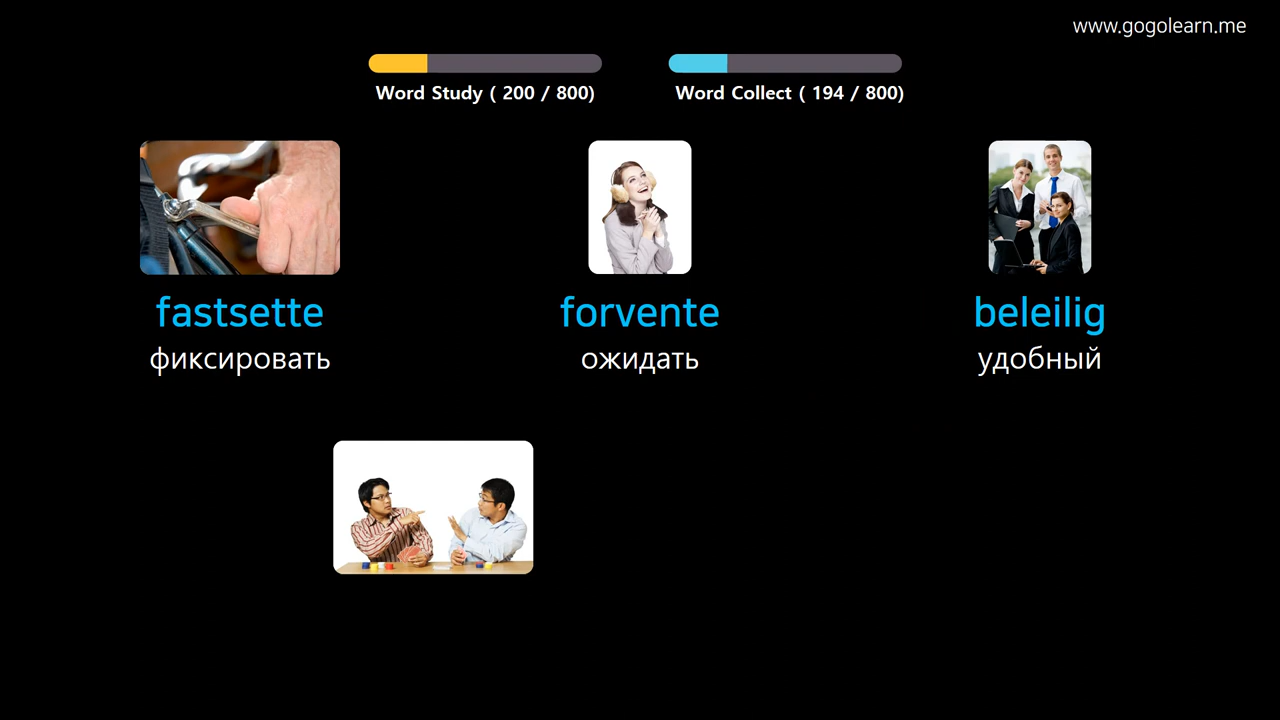 www.gogolearn.me
Word Study ( 200 / 800)
Word Collect ( 194 / 800)
fastsette
forvente
beleilig
фиксировать
ожидать
удобный